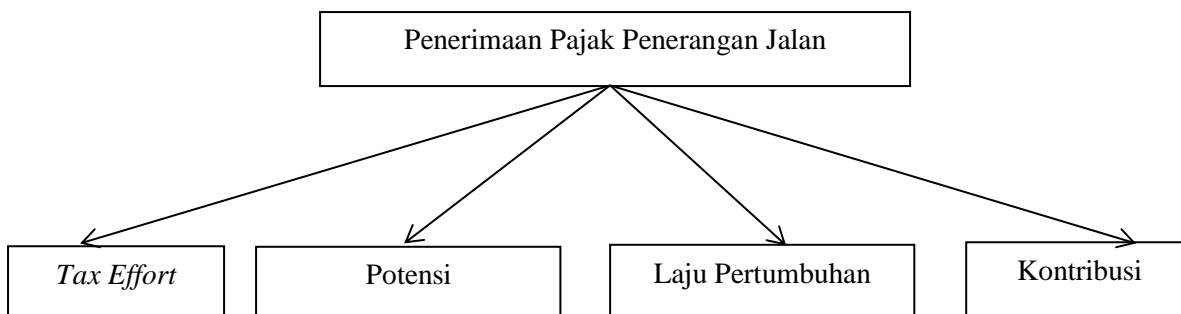 Penerimaan Pajak Penerangan Jalan
Tax Effort
Potensi
Laju Pertumbuhan
Kontribusi